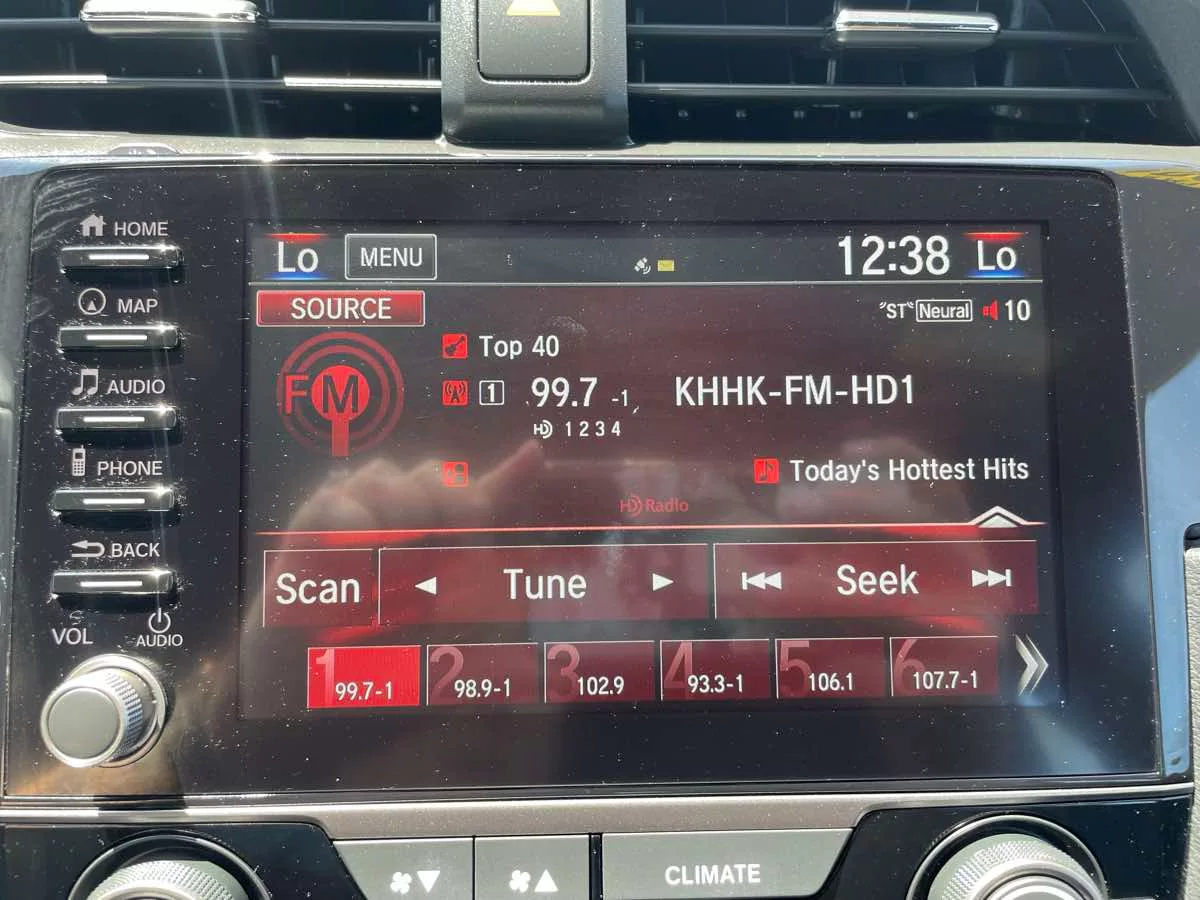 HOME
MAP
AUDIO
PHONE
BACK
VOL
AUDIO
Lo MENU 12:38 Lo
SOURCE "ST" Neural 10
FM
Top 40
1 99.7 -1 KHHK-FM-HD1
HD 1 2 3 4
Today's Hottest Hits
HD Radio
Scan Tune Seek
1 99.7-1 2 98.9-1 3 102.9 4 93.3-1 5 106.1 6 107.7-1
CLIMATE